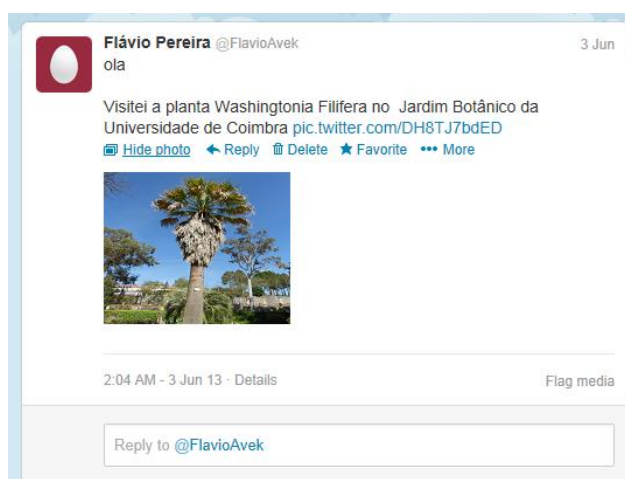 Flávio Pereira @FlavioAvek 3 Jun
ola
Visitei a planta Washingtonia Filifera no Jardim Botânico da
Universidade de Coimbra pic.twitter.com/DH8TJ7bdED
Hide photo Reply Delete Favorite More
2:04 AM - 3 Jun 13 · Details Flag media
Reply to @FlavioAvek